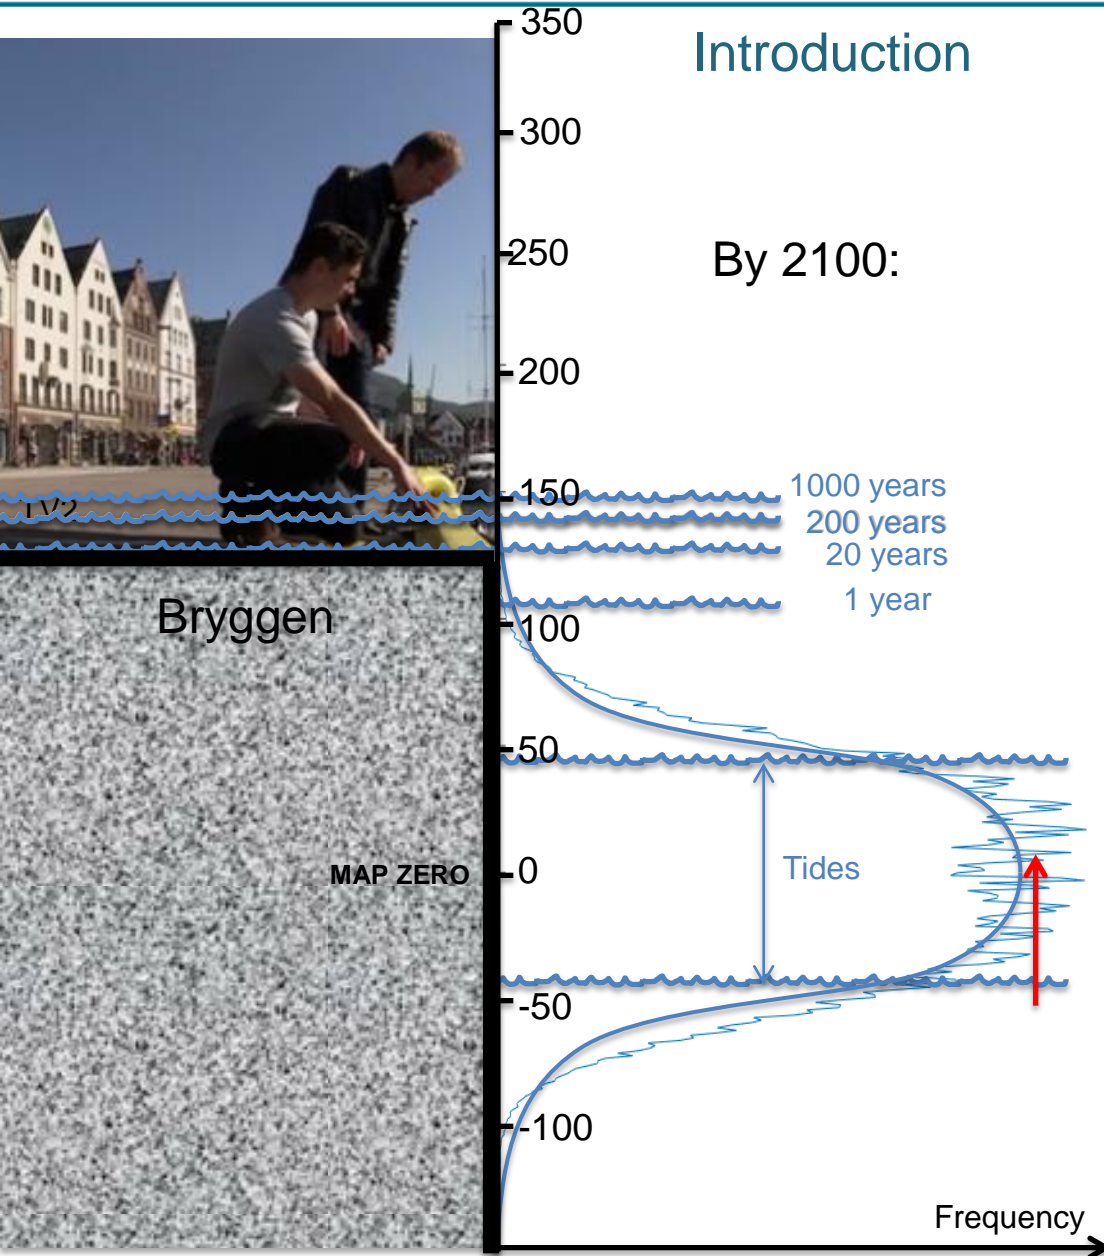 Introduction
By 2100:
350
300
250
200
150
100
50
0
-50
-100
1000 years
200 years
20 years
1 year
Bryggen
MAP ZERO
Tides
Frequency